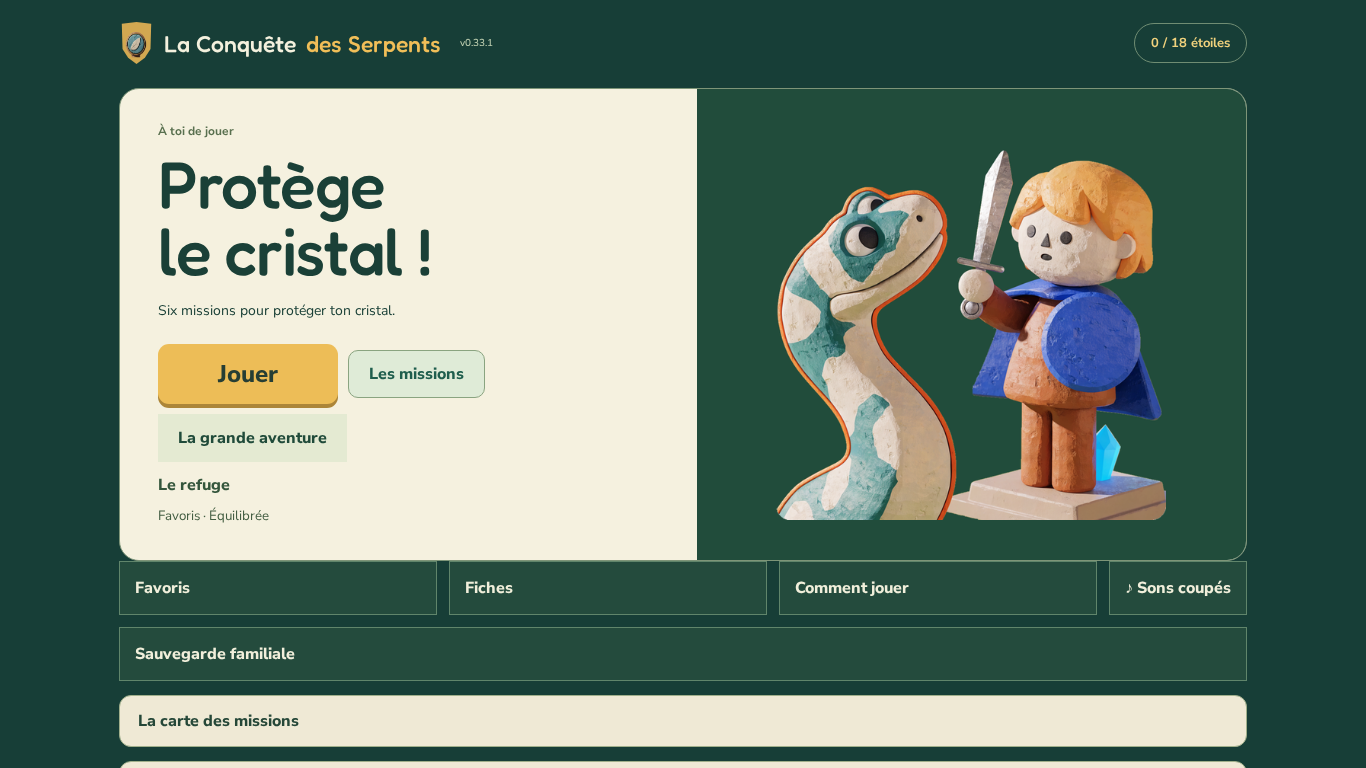 La Conquête des Serpents v0.33.1
0 / 18 étoiles
À toi de jouer
Protège
le cristal !
Six missions pour protéger ton cristal.
Jouer
Les missions
La grande aventure
Le refuge
Favoris · Équilibrée
Favoris
Fiches
Comment jouer
♪ Sons coupés
Sauvegarde familiale
La carte des missions